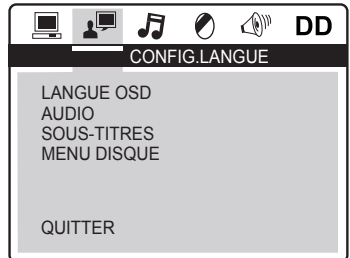 DD
CONFIG.LANGUE
LANGUE OSD
AUDIO
SOUS-TITRES
MENU DISQUE
QUITTER